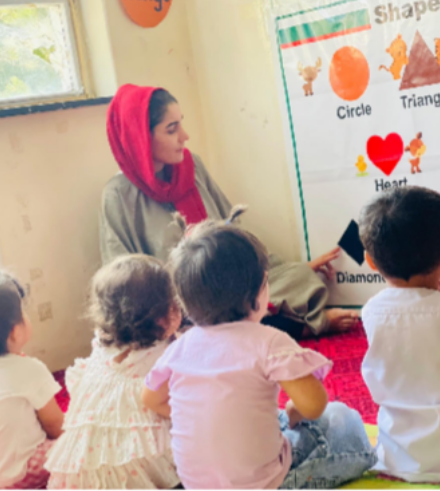 Shape
Circle
Triang
Heart
Diamon